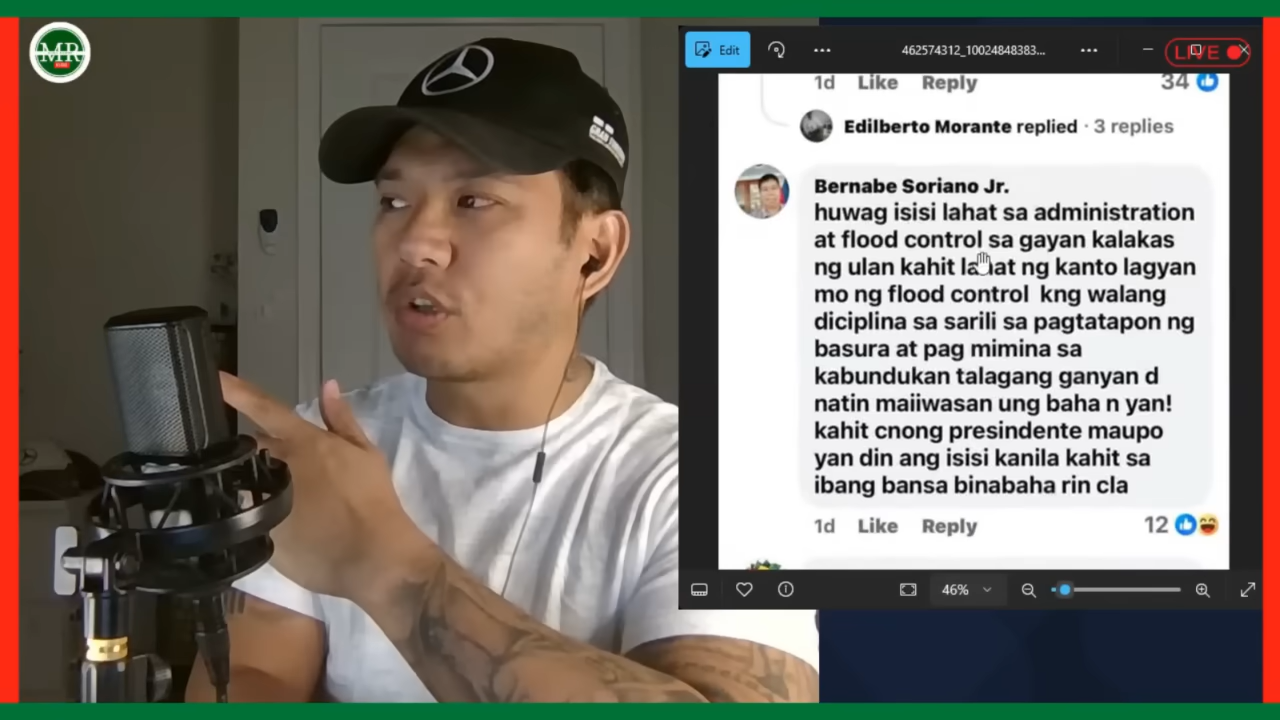 MR
Edit
462574312_10024848383...
LIVE
1d Like Reply 34
Edilberto Morante replied · 3 replies
Bernabe Soriano Jr.
huwag isisi lahat sa administration
at flood control sa gayan kalakas
ng ulan kahit lahat ng kanto lagyan
mo ng flood control kng walang
diciplina sa sarili sa pagtatapon ng
basura at pag mimina sa
kabundukan talagang ganyan d
natin maiiwasan ung baha n yan!
kahit cnong presindente maupo
yan din ang isisi kanila kahit sa
ibang bansa binabaha rin cla
1d Like Reply 12
46%